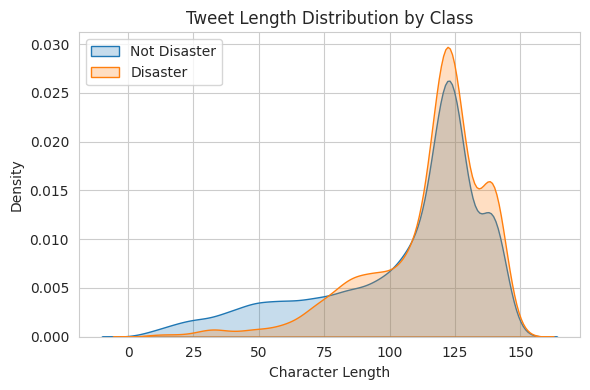 Tweet Length Distribution by Class
Not Disaster
Disaster
Density
0.030
0.025
0.020
0.015
0.010
0.005
0.000
0 25 50 75 100 125 150
Character Length